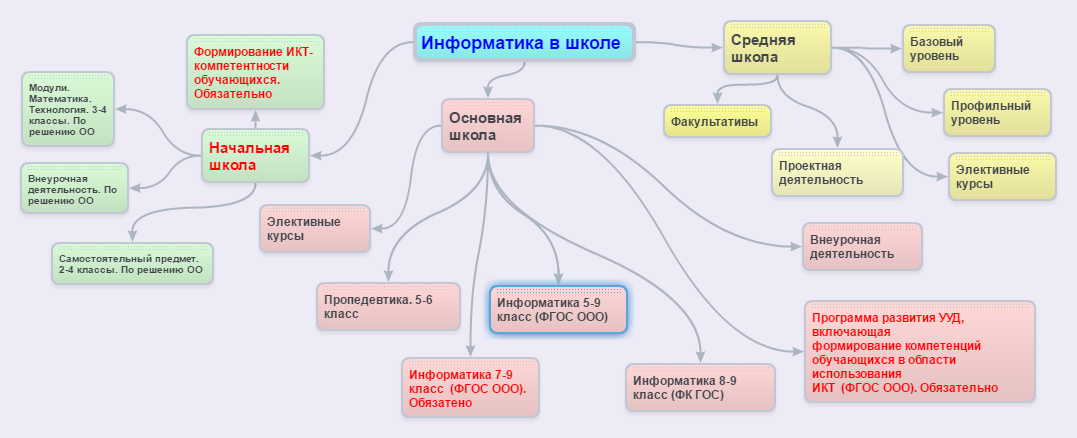 Информатика в школе
Средняя
школа
Базовый
уровень
Формирование ИКТ-
компетентности
обучающихся.
Обязательно
Модули.
Математика.
Технология. 3-4
классы. По
решению ОО
Основная
школа
Факультативы
Профильный
уровень
Начальная
школа
Проектная
деятельность
Элективные
курсы
Внеурочная
деятельность. По
решению ОО
Элективные
курсы
Внеурочная
деятельность
Самостоятельный предмет.
2-4 классы. По решению ОО
Пропедевтика. 5-6
класс
Информатика 5-9
класс (ФГОС ООО)
Программа развития УУД,
включающая
формирование компетенций
обучающихся в области
использования
ИКТ (ФГОС ООО). Обязательно
Информатика 7-9
класс (ФГОС ООО).
Обязатено
Информатика 8-9
класс (ФК ГОС)